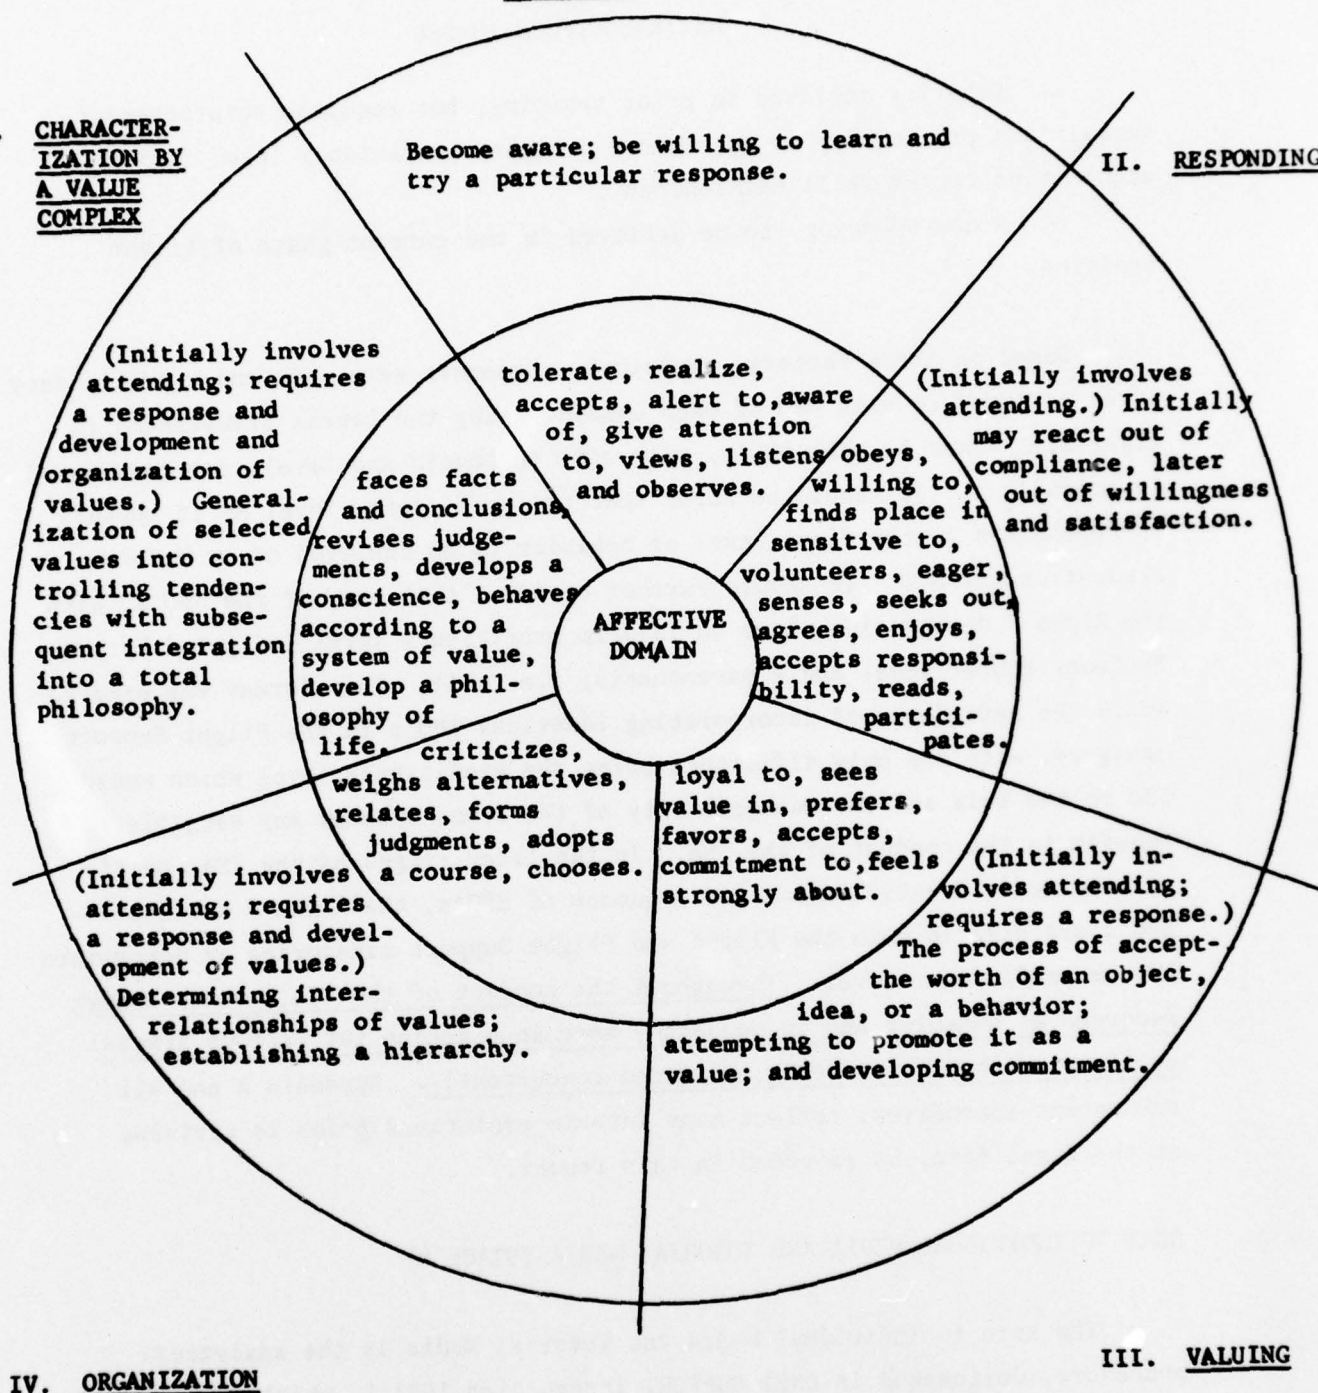 CHARACTER-
IZATION BY
A VALUE
COMPLEX
Become aware; be willing to learn and
try a particular response.
II. RESPONDING
(Initially involves
attending; requires
a response and
development and
organization of
values.) General-
ization of selected
values into con-
trolling tenden-
cies with subse-
quent integration
into a total
philosophy.
tolerate, realize,
accepts, alert to,aware
of, give attention
to, views, listens
and observes.
(Initially involves
attending.) Initially
may react out of
compliance, later
out of willingness
and satisfaction.
faces facts
and conclusions,
revises judge-
ments, develops a
conscience, behaves
according to a
system of value,
develop a phil-
osophy of
life.
obeys,
willing to,
finds place in
sensitive to,
volunteers, eager,
senses, seeks out,
agrees, enjoys,
accepts responsi-
bility, reads,
partici-
pates.
AFFECTIVE
DOMAIN
criticizes,
weighs alternatives,
relates, forms
judgments, adopts
a course, chooses.
loyal to, sees
value in, prefers,
favors, accepts,
commitment to,feels
strongly about.
(Initially involves
attending; requires
a response and devel-
opment of values.)
Determining inter-
relationships of values;
establishing a hierarchy.
(Initially in-
volves attending;
requires a response.)
The process of accept-
the worth of an object,
idea, or a behavior;
attempting to promote it as a
value; and developing commitment.
IV. ORGANIZATION
III. VALUING